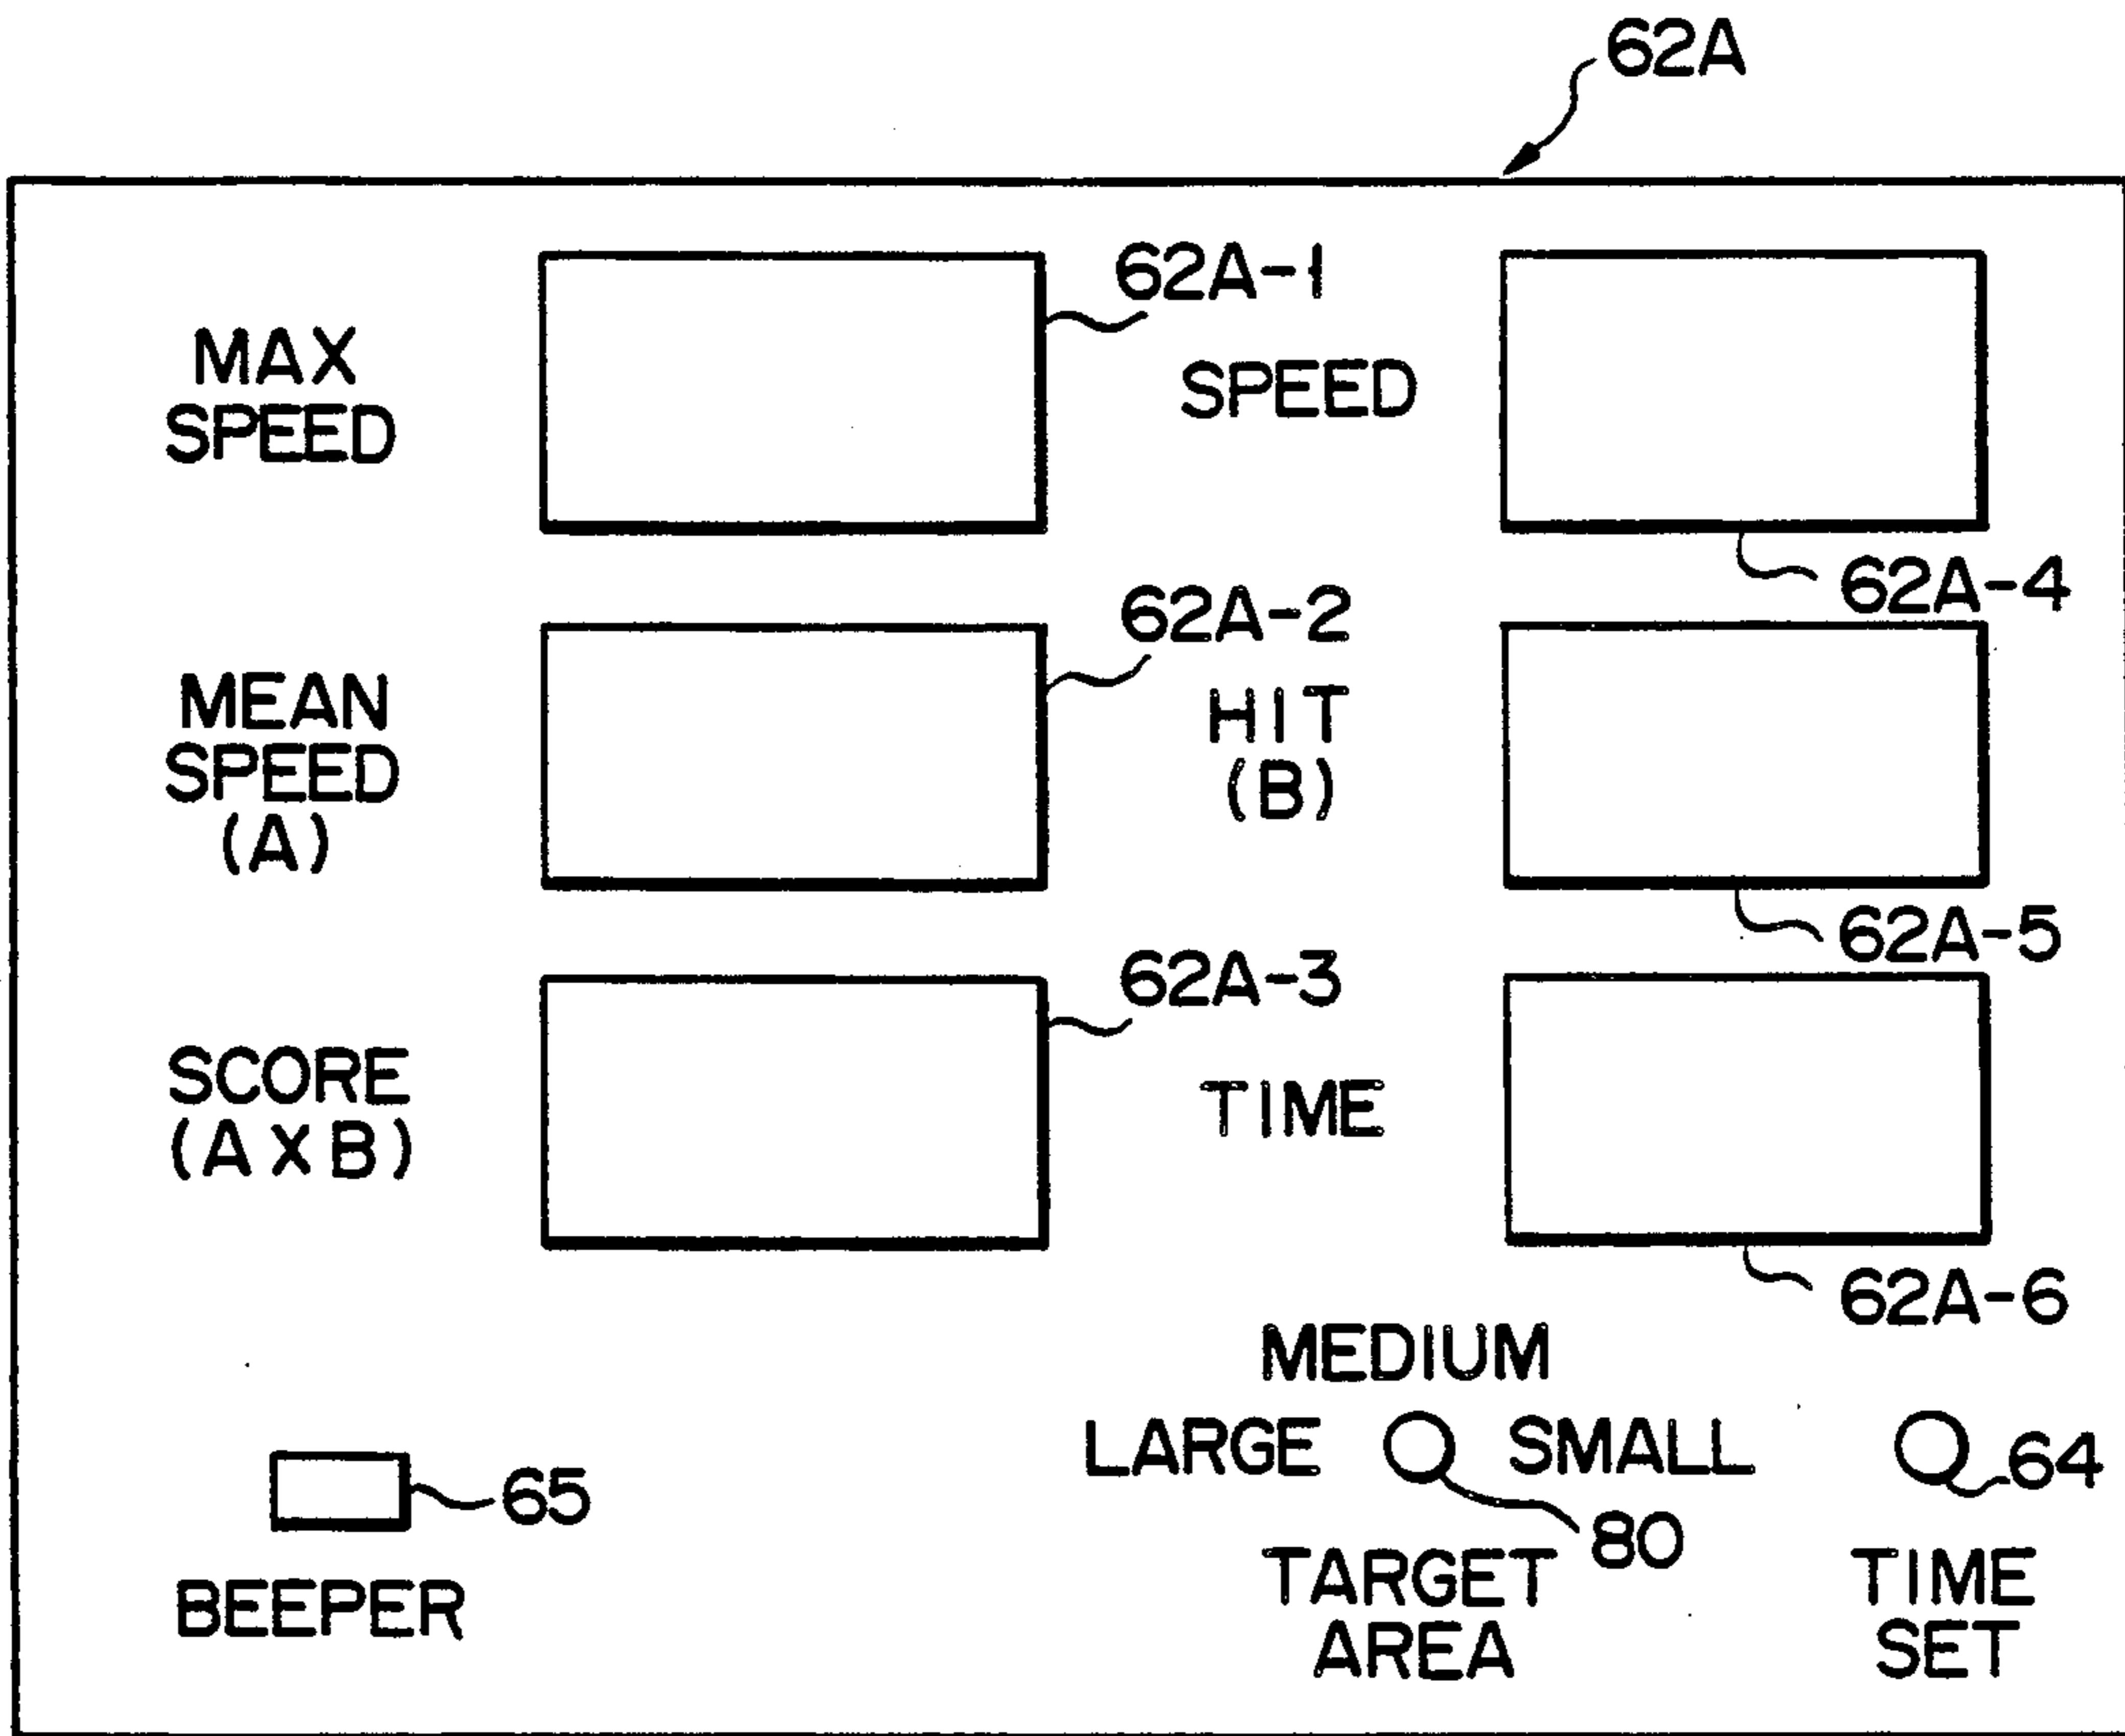 62A
62A-1
MAX
SPEED
SPEED
62A-4
62A-2
MEAN
SPEED
(A)
HIT
(B)
62A-5
62A-3
SCORE
(AXB)
TIME
62A-6
MEDIUM
LARGE SMALL
64
65
80
BEEPER
TARGET
AREA
TIME
SET